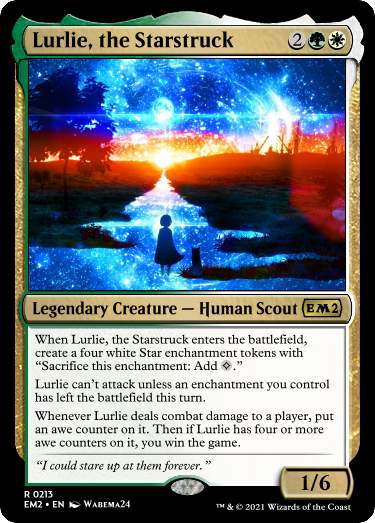 Lurlie, the Starstruck 2
Legendary Creature — Human Scout EM2
When Lurlie, the Starstruck enters the battlefield,
create a four white Star enchantment tokens with
“Sacrifice this enchantment: Add .”
Lurlie can’t attack unless an enchantment you control
has left the battlefield this turn.
Whenever Lurlie deals combat damage to a player, put
an awe counter on it. Then if Lurlie has four or more
awe counters on it, you win the game.
“I could stare up at them forever.”
1/6
R 0213
EM2 • EN Wabema24
™ & © 2021 Wizards of the Coast